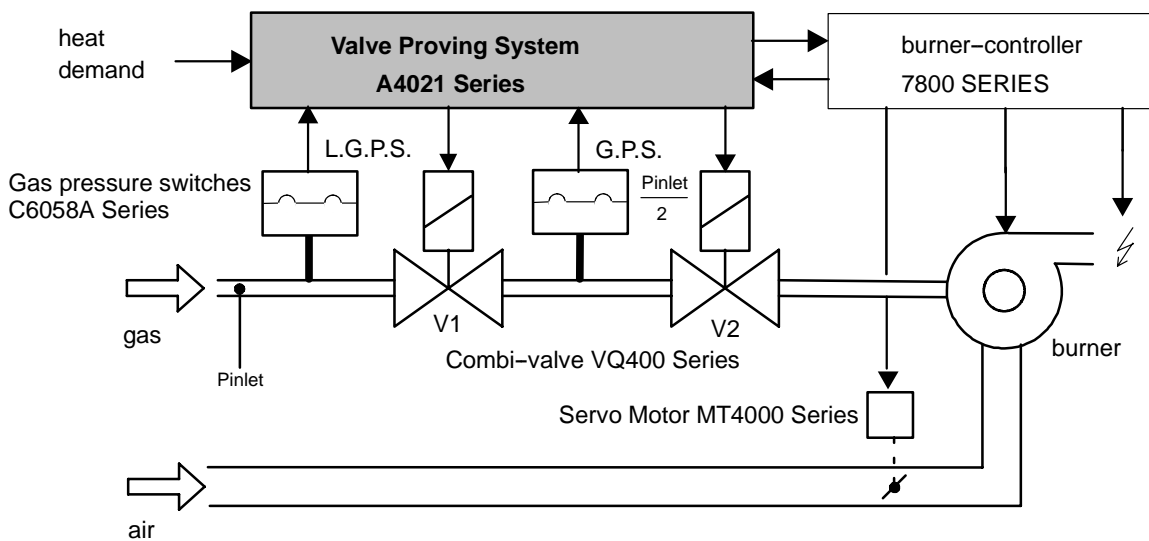 heat
demand
Valve Proving System
A4021 Series
burner-controller
7800 SERIES
L.G.P.S.
G.P.S.
Gas pressure switches
C6058A Series
Pinlet
2
gas
V1
V2
Combi-valve VQ400 Series
burner
Pinlet
Servo Motor MT4000 Series
air